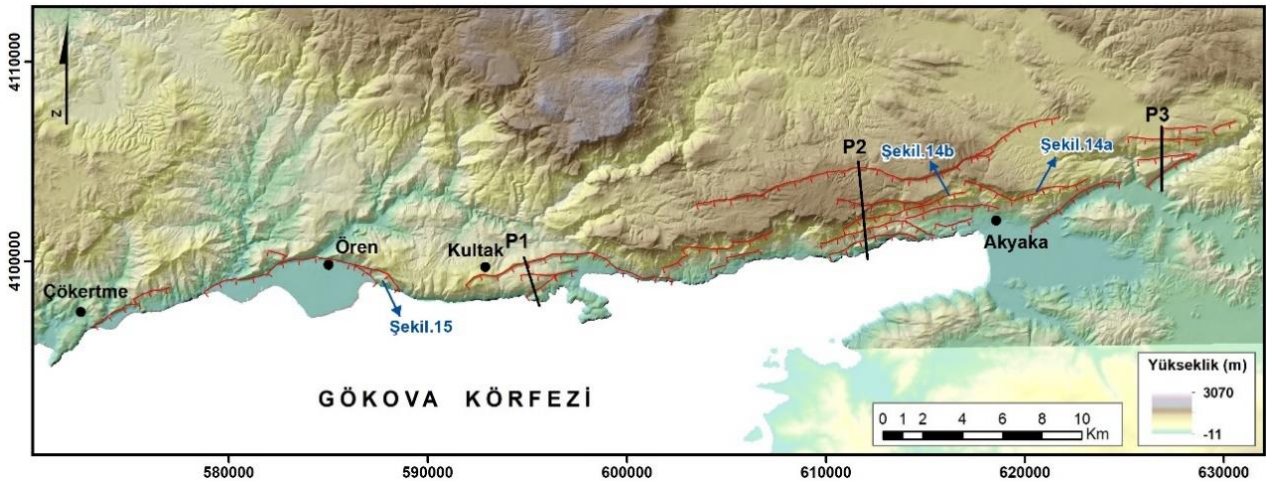 4110000
4100000
N
P3
P2
Şekil.14b
Şekil.14a
Ören
Kultak
P1
Akyaka
Çökertme
Şekil.15
GÖKOVA KÖRFEZİ
Yükseklik (m)
3070
-11
0 1 2 4 6 8 10
Km
580000
590000
600000
610000
620000
630000